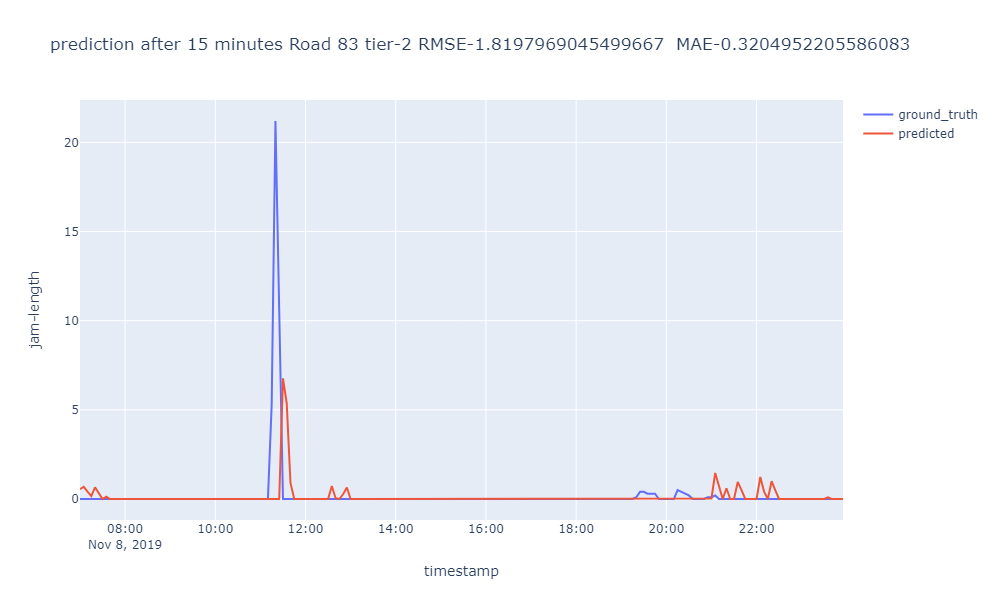 prediction after 15 minutes Road 83 tier-2 RMSE-1.8197969045499667  MAE-0.3204952205586083
ground_truth
predicted
20
15
10
5
0
jam-length
08:00 10:00 12:00 14:00 16:00 18:00 20:00 22:00
Nov 8, 2019
timestamp